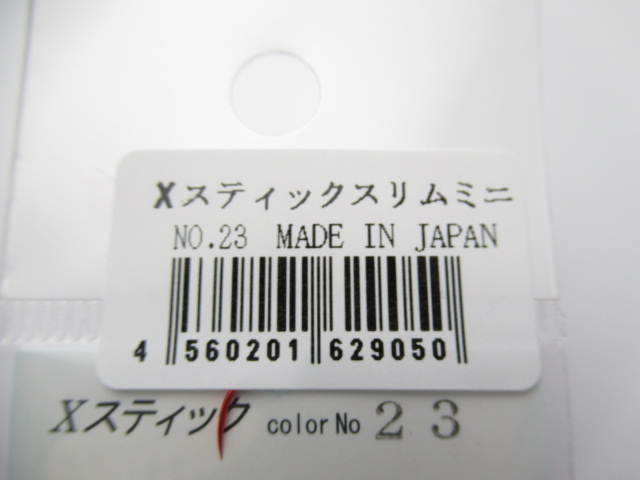 Xスティックスリムミニ
NO.23 MADE IN JAPAN
4 560201 629050
Xスティック color No 23